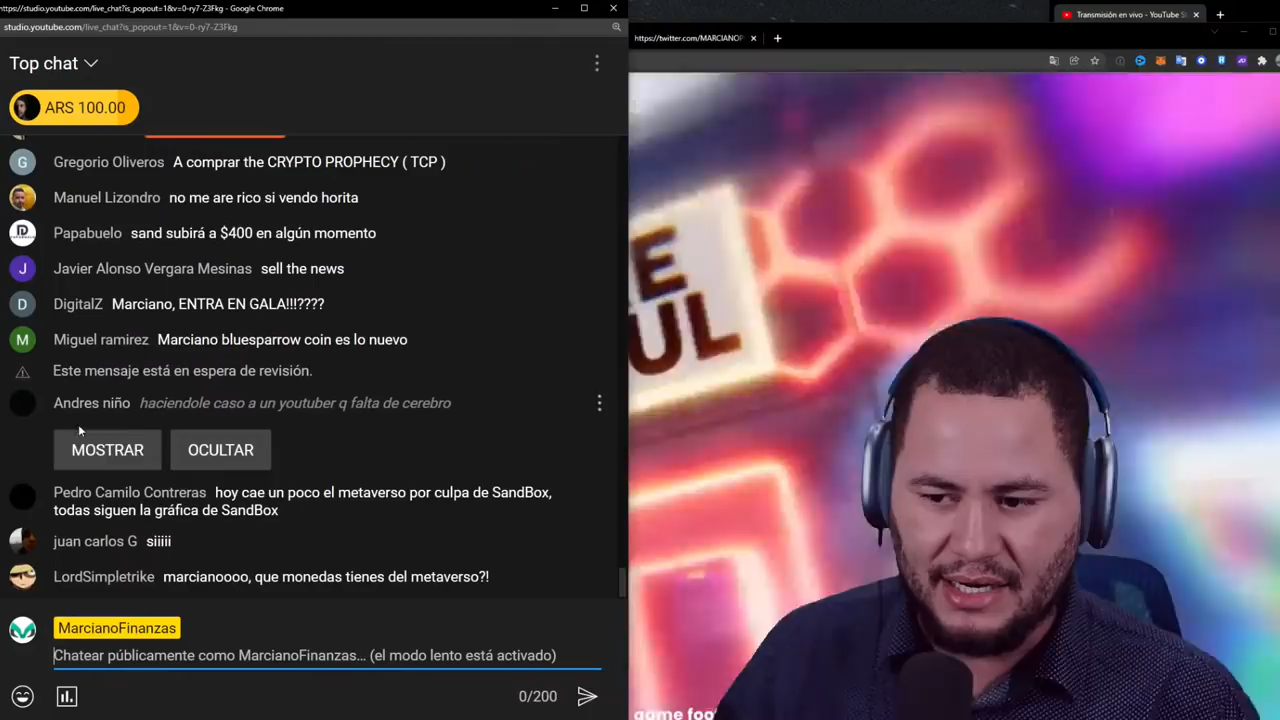 https://studio.youtube.com/live_chat?is_popout=1&v=0-ry7-Z3Fkg - Google Chrome
studio.youtube.com/live_chat?is_popout=1&v=0-ry7-Z3Fkg
Transmisión en vivo - YouTube S
https://twitter.com/MARCIANOF
Top chat
ARS 100.00
G Gregorio Oliveros A comprar the CRYPTO PROPHECY ( TCP )
Manuel Lizondro no me are rico si vendo horita
Papabuelo sand subirá a $400 en algún momento
J Javier Alonso Vergara Mesinas sell the news
D DigitalZ Marciano, ENTRA EN GALA!!!????
M Miguel ramirez Marciano bluesparrow coin es lo nuevo
Este mensaje está en espera de revisión.
Andres niño haciendole caso a un youtuber q falta de cerebro
MOSTRAR OCULTAR
Pedro Camilo Contreras hoy cae un poco el metaverso por culpa de SandBox,
todas siguen la gráfica de SandBox
juan carlos G siiiii
LordSimpletrike marcianoooo, que monedas tienes del metaverso?!
MarcianoFinanzas
Chatear públicamente como MarcianoFinanzas... (el modo lento está activado)
0/200
E
UL
game foo